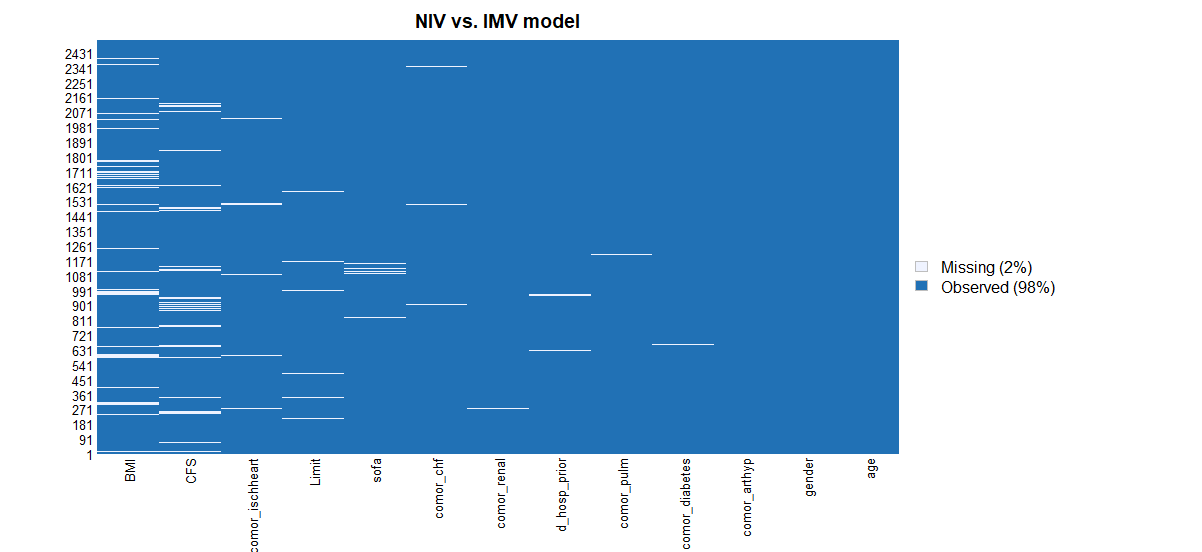 NIV vs. IMV model
2431
2341
2251
2161
2071
1981
1891
1801
1711
1621
1531
1441
1351
1261
1171
1081
991
901
811
721
631
541
451
361
271
181
91
1
BMI
CFS
comor_ischheart
Limit
sofa
comor_chf
comor_renal
d_hosp_prior
comor_pulm
comor_diabetes
comor_arthyp
gender
age
Missing (2%)
Observed (98%)